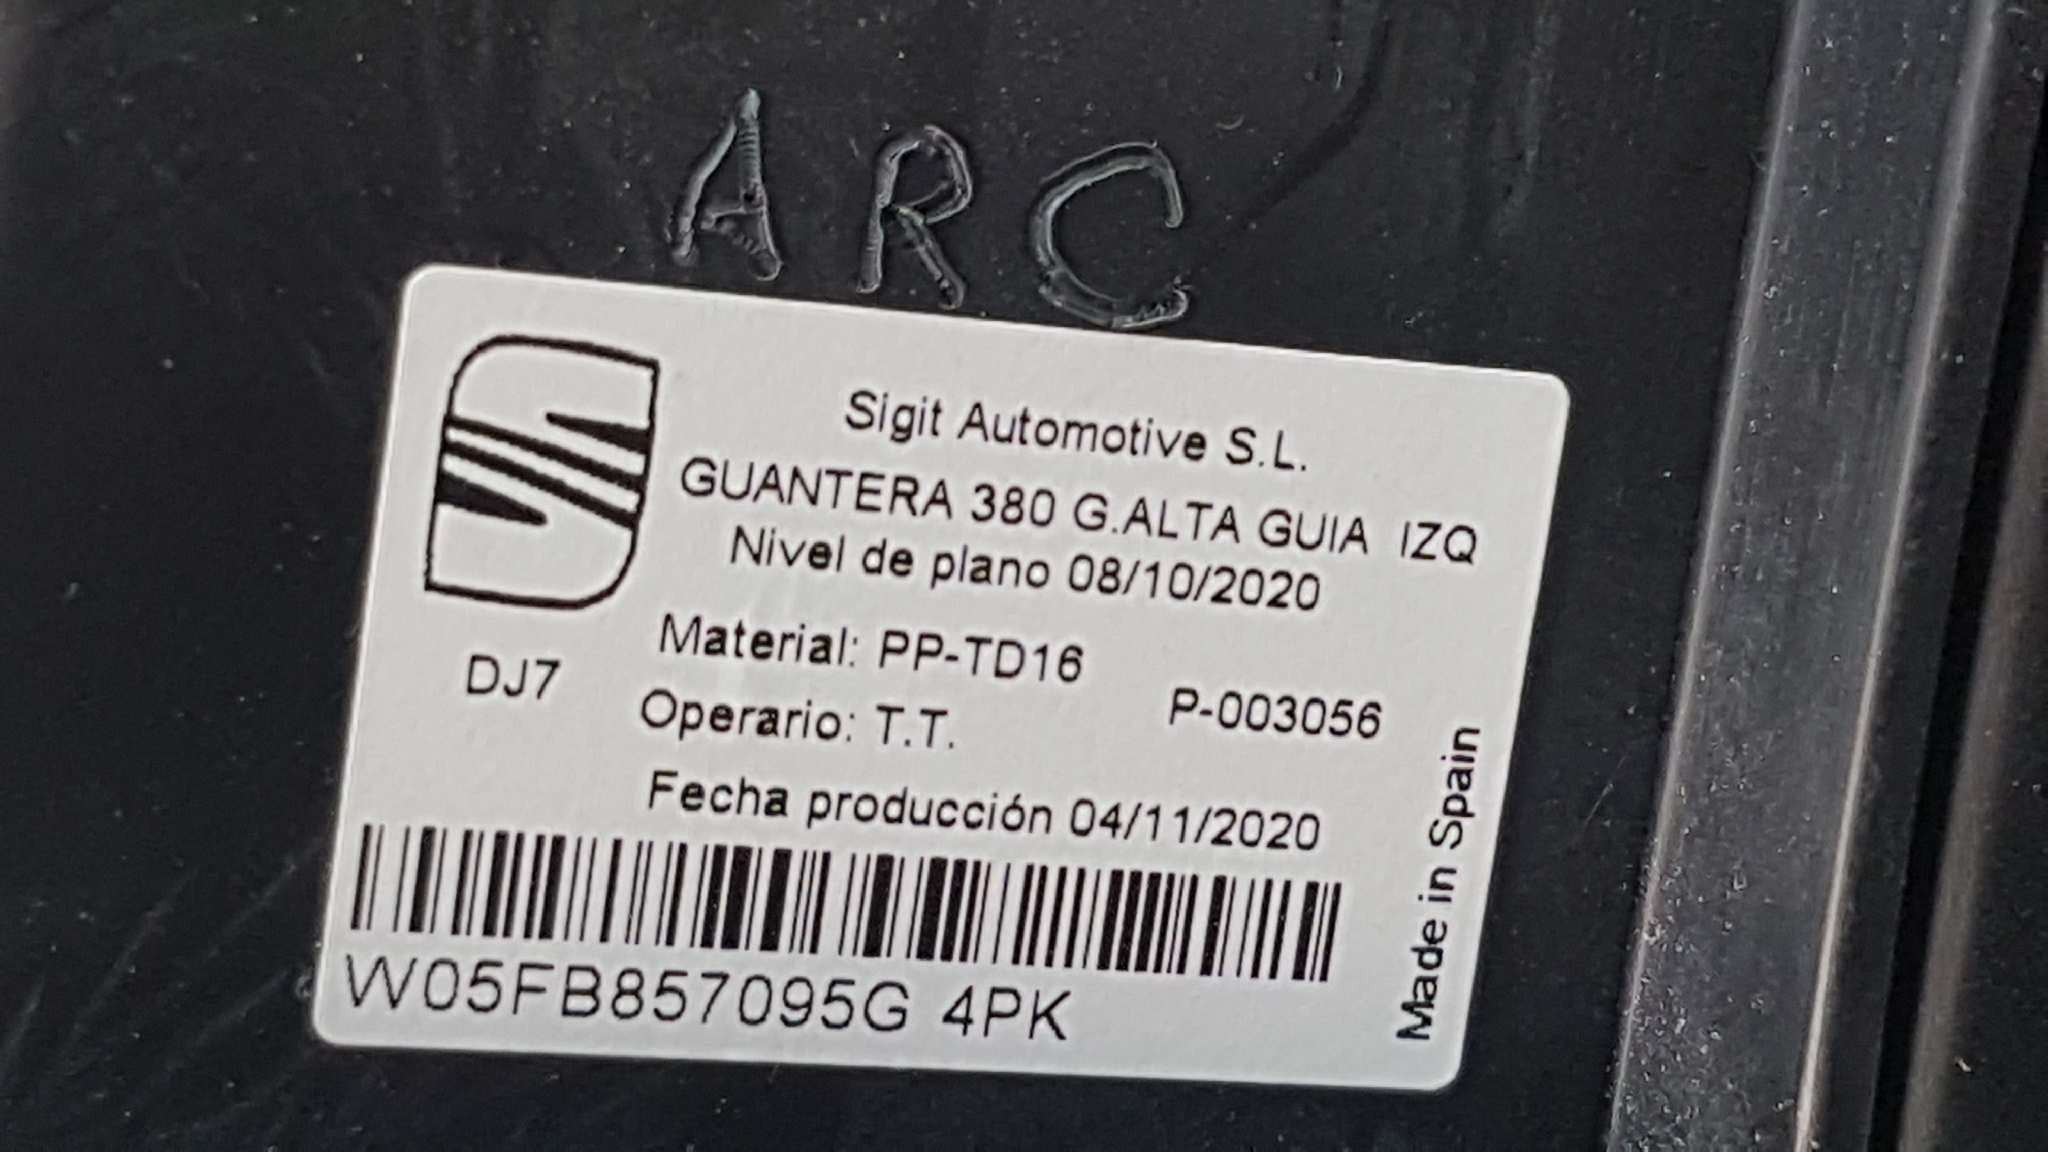 ARC
Sigit Automotive S.L.
GUANTERA 380 G.ALTA GUIA IZQ
Nivel de plano 08/10/2020
Material: PP-TD16
DJ7
P-003056
Operario: T.T.
Fecha producción 04/11/2020
Made in Spain
W05FB857095G 4PK